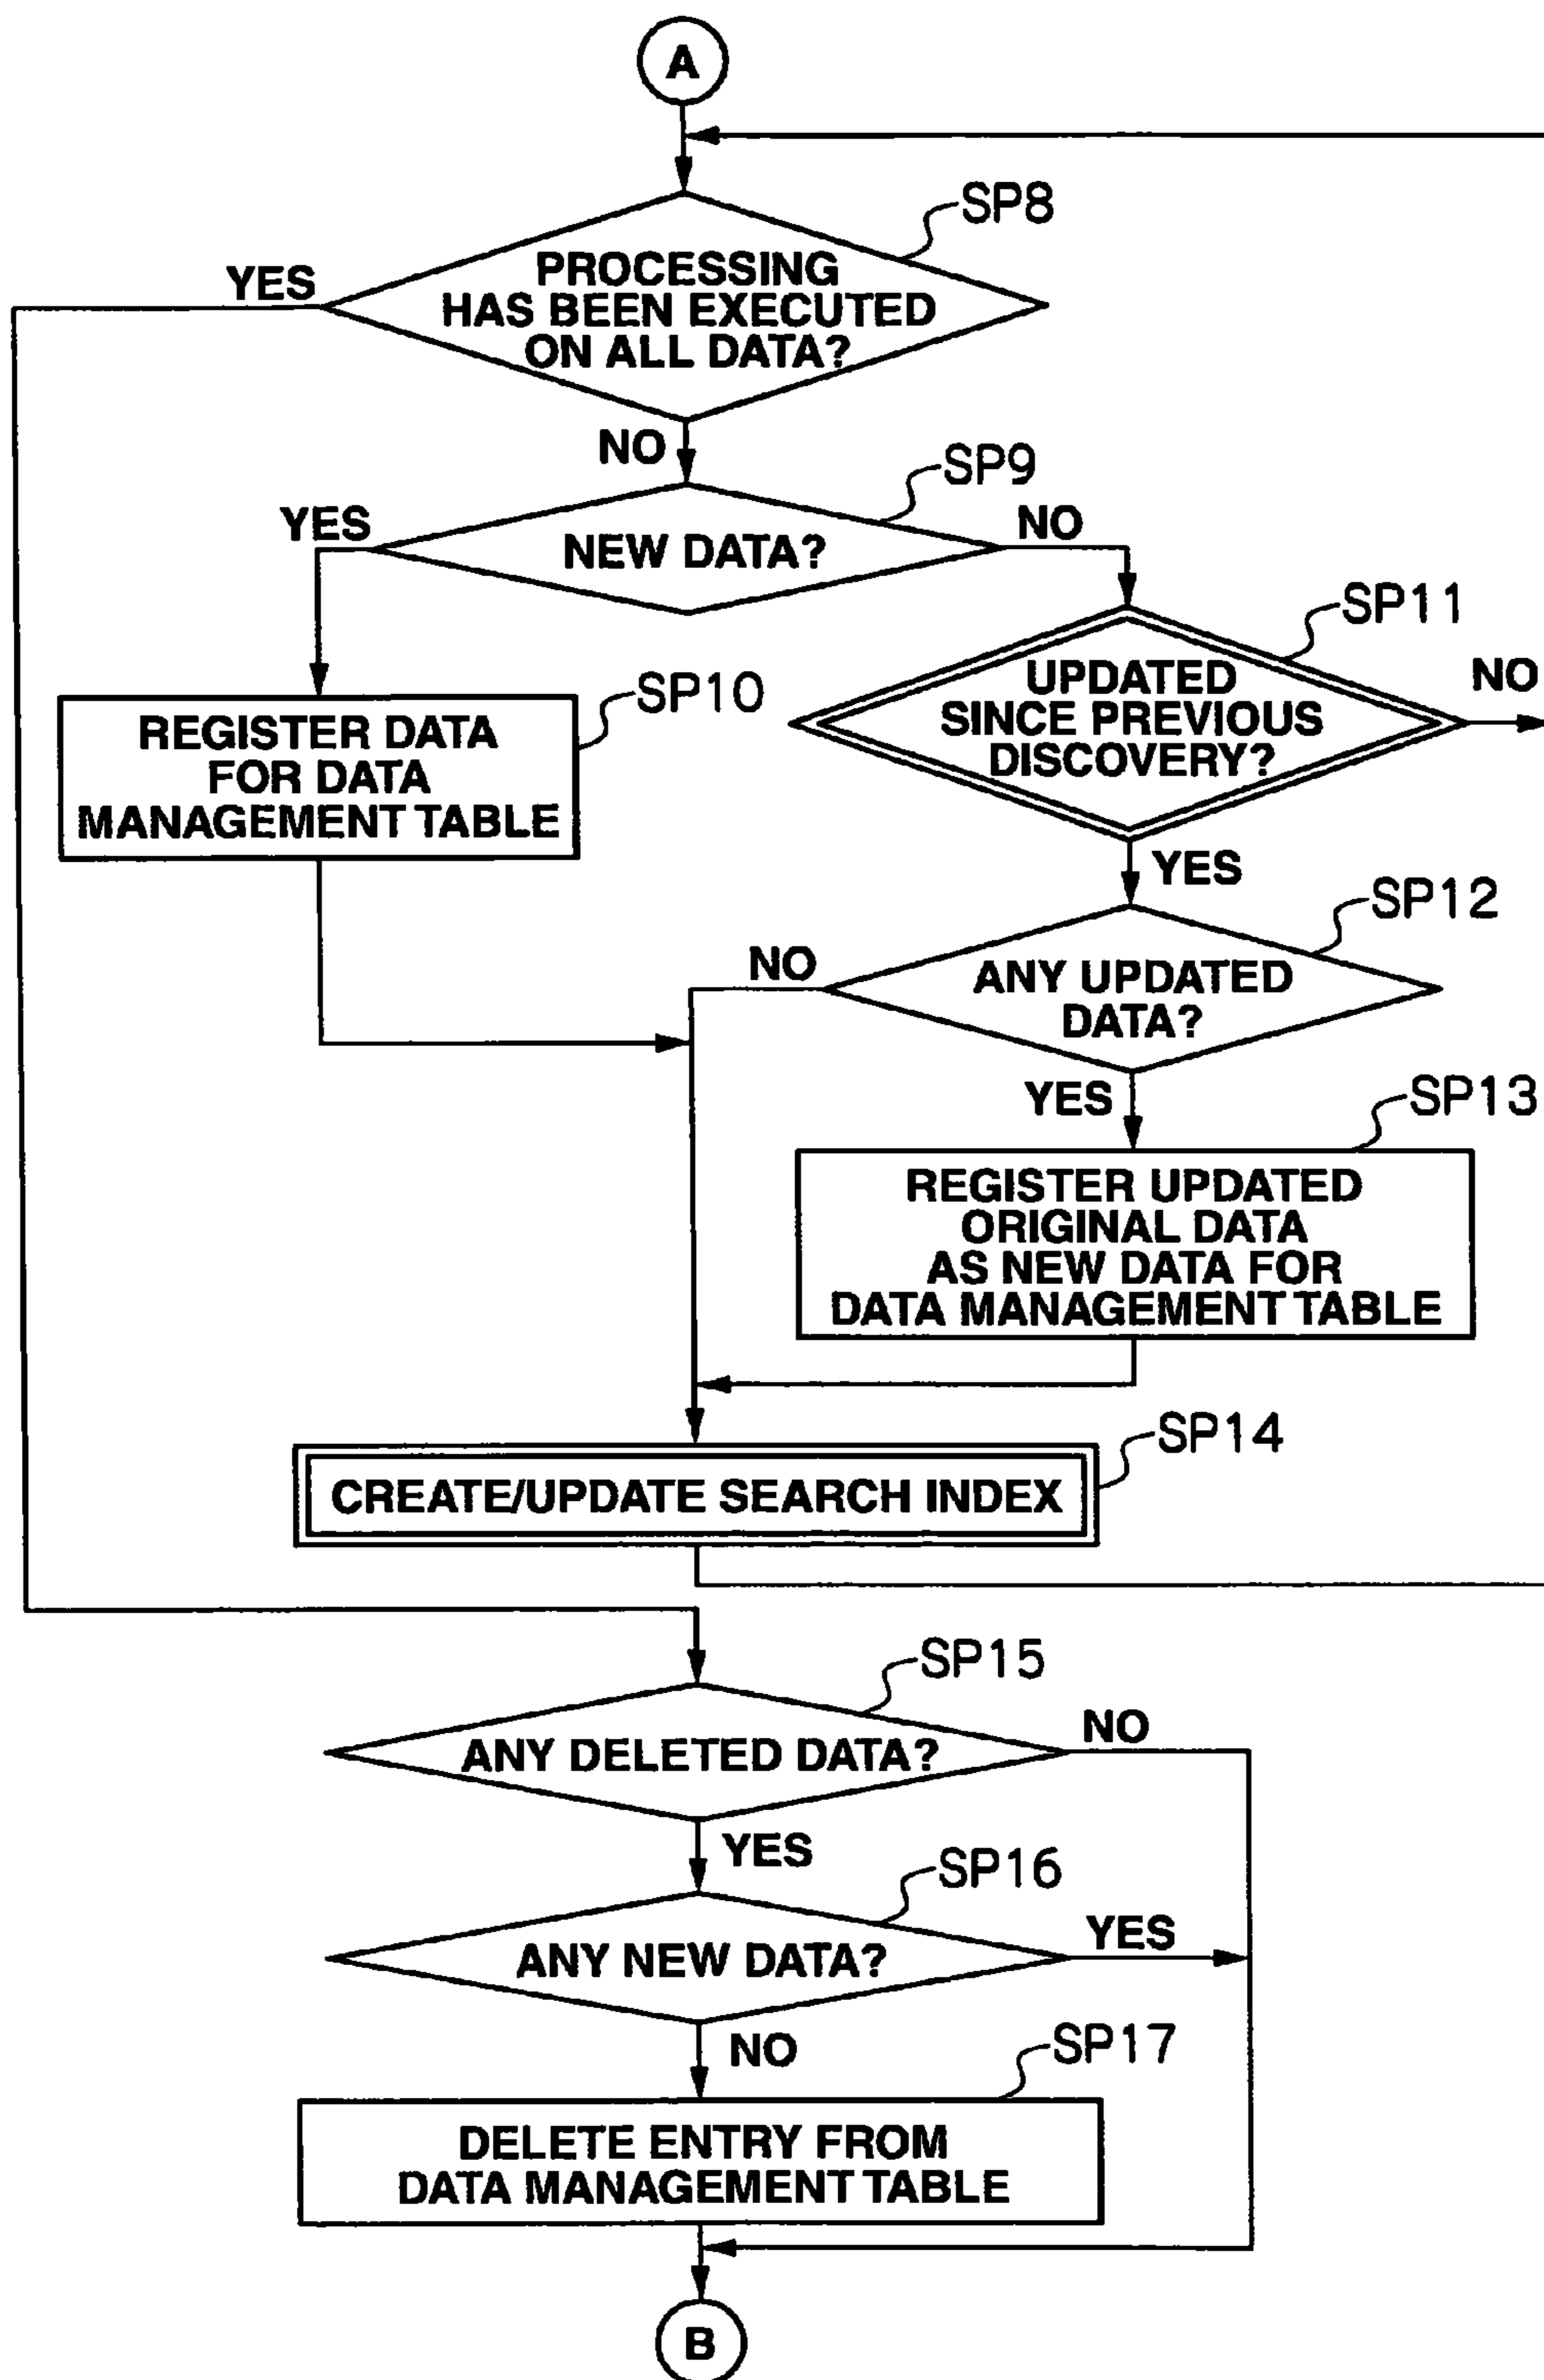 A
SP8
YES
PROCESSING
HAS BEEN EXECUTED
ON ALL DATA?
NO
SP9
YES
NO
NEW DATA?
SP11
NO
UPDATED
SINCE PREVIOUS
DISCOVERY?
SP10
REGISTER DATA
FOR DATA
MANAGEMENT TABLE
YES
SP12
NO
ANY UPDATED
DATA?
YES
SP13
REGISTER UPDATED
ORIGINAL DATA
AS NEW DATA FOR
DATA MANAGEMENT TABLE
SP14
CREATE/UPDATE SEARCH INDEX
SP15
NO
ANY DELETED DATA?
YES
SP16
YES
ANY NEW DATA?
NO
SP17
DELETE ENTRY FROM
DATA MANAGEMENT TABLE
B